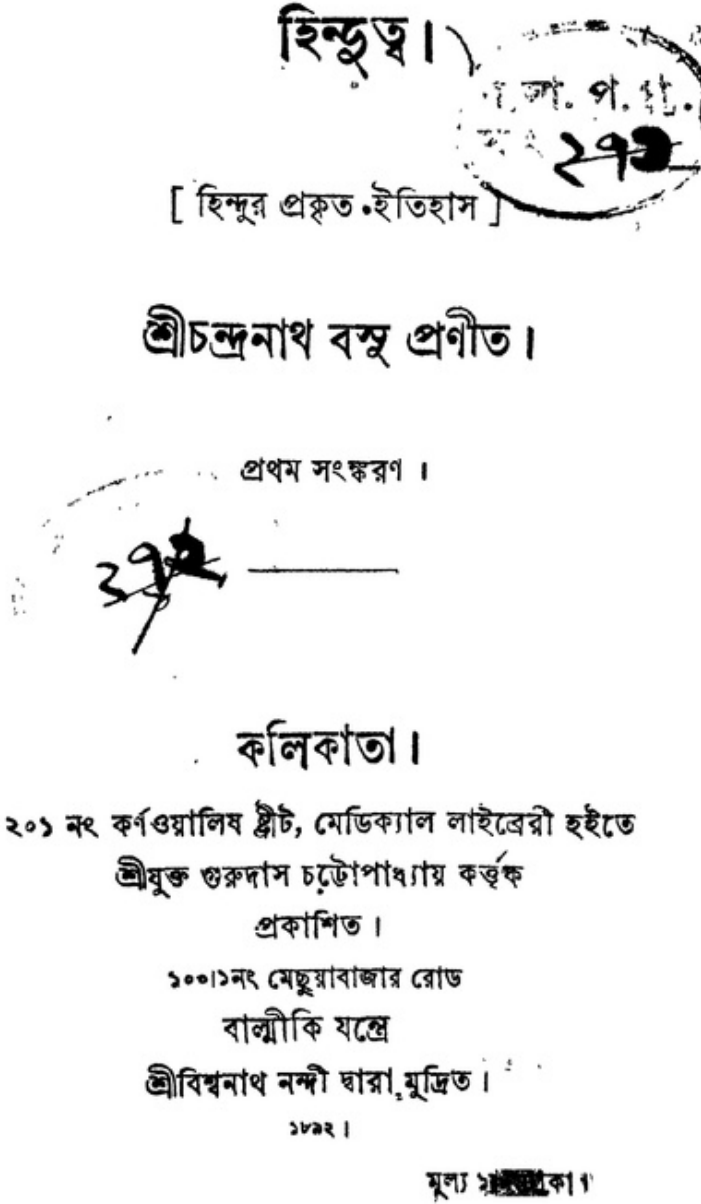 হিন্দুত্ব।
২৭
[ হিন্দুর প্রকৃত ইতিহাস ]
শ্রীচন্দ্রনাথ বসু প্রণীত।
প্রথম সংস্করণ ।
কলিকাতা।
২০১ নং কর্ণওয়ালিষ ষ্ট্রীট, মেডিক্যাল লাইব্রেরী হইতে
শ্রীযুক্ত গুরুদাস চট্টোপাধ্যায় কর্ত্তৃক
প্রকাশিত ।
১০০।১নং মেছুয়াবাজার রোড
বাল্মীকি যন্ত্রে
শ্রীবিশ্বনাথ নন্দী দ্বারা মুদ্রিত ।
১৮৯২।
মূল্য